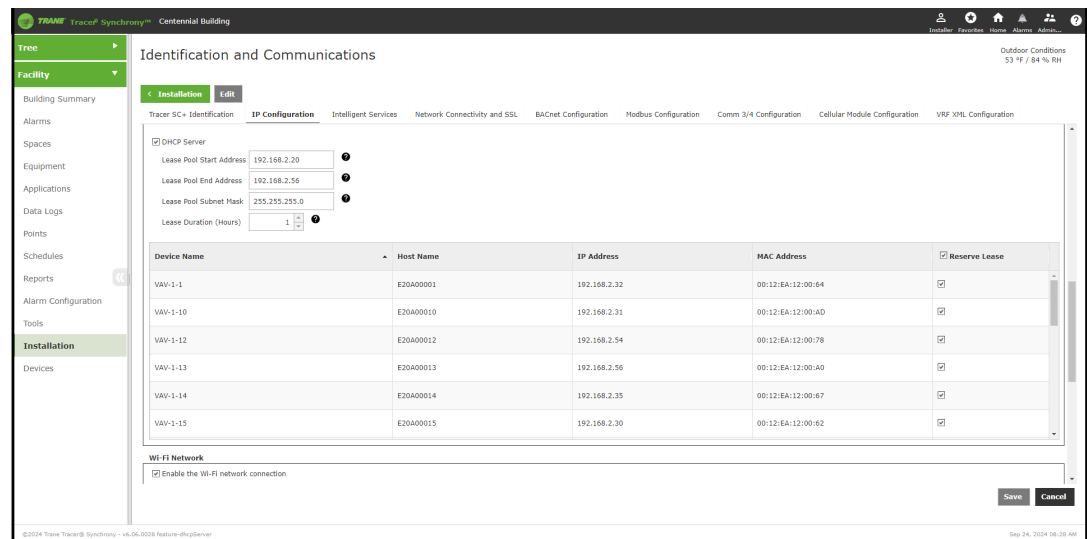 TRANE Tracer® Synchrony™ Centennial Building
Installer Favorites Home Alarms Admin...
Tree
Facility
Building Summary
Alarms
Spaces
Equipment
Applications
Data Logs
Points
Schedules
Reports
Alarm Configuration
Tools
Installation
Devices
Identification and Communications
Outdoor Conditions
53 °F / 84 % RH
Installation Edit
Tracer SC+ Identification IP Configuration Intelligent Services Network Connectivity and SSL BACnet Configuration Modbus Configuration Comm 3/4 Configuration Cellular Module Configuration VRF XML Configuration
DHCP Server
Lease Pool Start Address 192.168.2.20
Lease Pool End Address 192.168.2.56
Lease Pool Subnet Mask 255.255.255.0
Lease Duration (Hours) 1
Device Name Host Name IP Address MAC Address Reserve Lease
VAV-1-1 E20A00001 192.168.2.32 00:12:EA:12:00:64
VAV-1-10 E20A00010 192.168.2.31 00:12:EA:12:00:AD
VAV-1-12 E20A00012 192.168.2.54 00:12:EA:12:00:78
VAV-1-13 E20A00013 192.168.2.56 00:12:EA:12:00:A0
VAV-1-14 E20A00014 192.168.2.35 00:12:EA:12:00:67
VAV-1-15 E20A00015 192.168.2.30 00:12:EA:12:00:62
Wi-Fi Network
Enable the Wi-Fi network connection
Save Cancel
©2024 Trane Tracer® Synchrony - v6.06.0028 feature-dhcpServer
Sep 24, 2024 08:28 AM